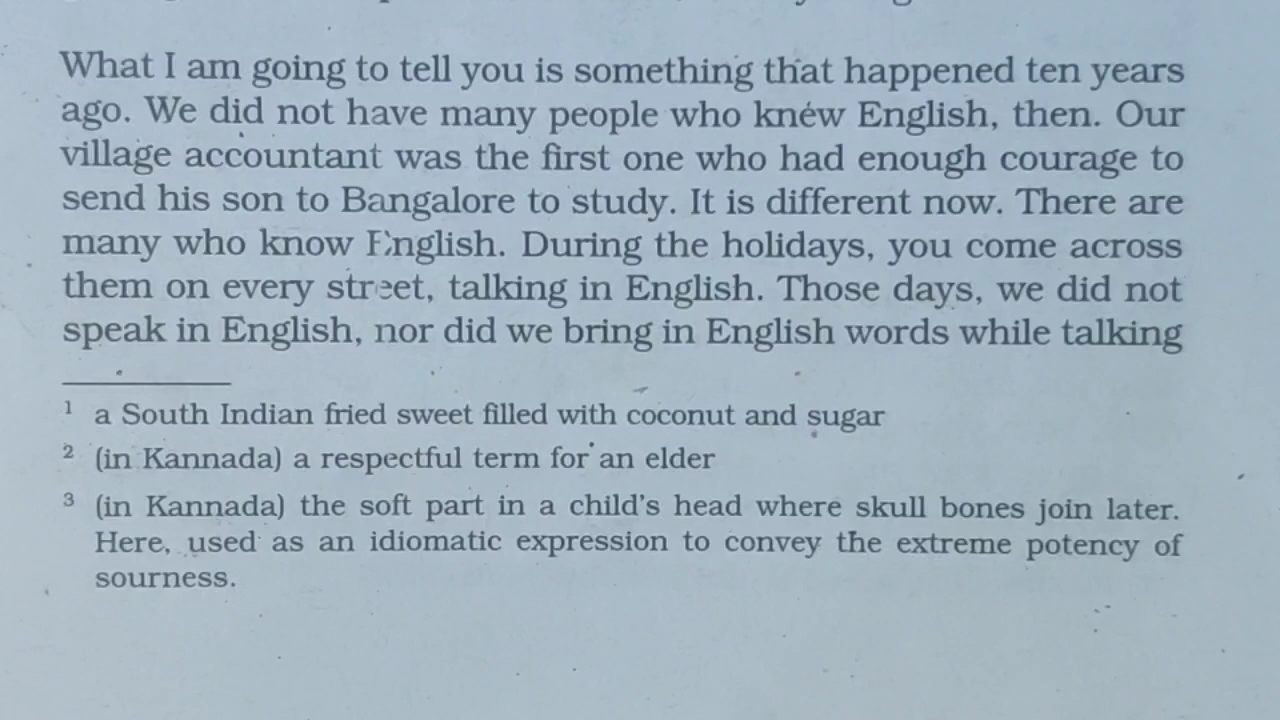 What I am going to tell you is something that happened ten years
ago. We did not have many people who knew English, then. Our
village accountant was the first one who had enough courage to
send his son to Bangalore to study. It is different now. There are
many who know English. During the holidays, you come across
them on every street, talking in English. Those days, we did not
speak in English, nor did we bring in English words while talking
1 a South Indian fried sweet filled with coconut and sugar
2 (in Kannada) a respectful term for an elder
3 (in Kannada) the soft part in a child's head where skull bones join later.
Here, used as an idiomatic expression to convey the extreme potency of
sourness.